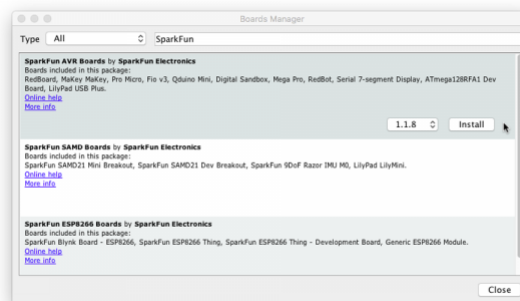 Boards Manager
Type All SparkFun
SparkFun AVR Boards by SparkFun Electronics
Boards included in this package:
RedBoard, MaKey MaKey, Pro Micro, Fio v3, Qduino Mini, Digital Sandbox, Mega Pro, RedBot, Serial 7-segment Display, ATmega128RFA1 Dev
Board, LilyPad USB Plus.
Online help
More info
1.1.8 Install
SparkFun SAMD Boards by SparkFun Electronics
Boards included in this package:
SparkFun SAMD21 Mini Breakout, SparkFun SAMD21 Dev Breakout, SparkFun 9DoF Razor IMU M0, LilyPad LilyMini.
Online help
More info
SparkFun ESP8266 Boards by SparkFun Electronics
Boards included in this package:
SparkFun Blynk Board - ESP8266, SparkFun ESP8266 Thing, SparkFun ESP8266 Thing - Development Board, Generic ESP8266 Module.
Online help
More info
Close